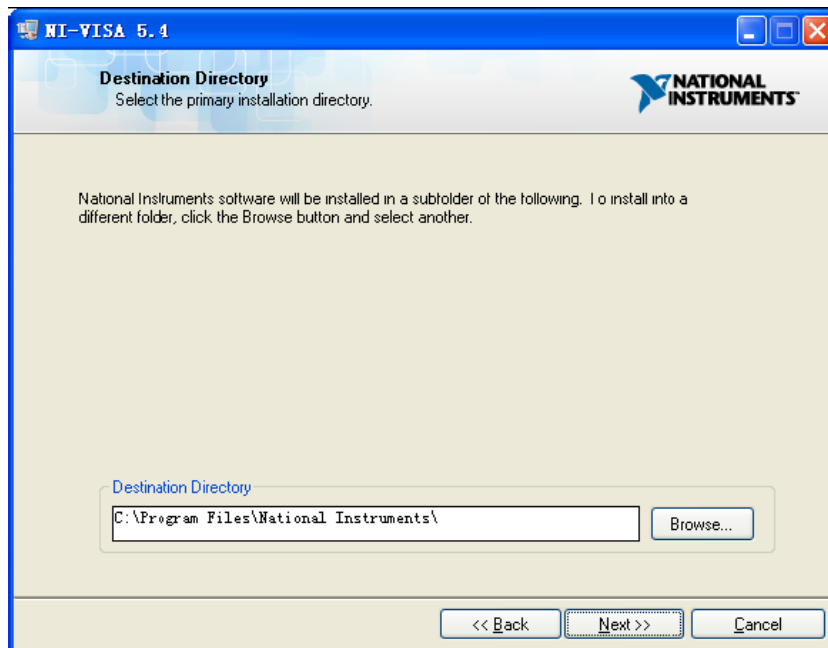 NI-VISA 5.4
Destination Directory
Select the primary installation directory.
NATIONAL
INSTRUMENTS
National Instruments software will be installed in a subfolder of the following. To install into a
different folder, click the Browse button and select another.
Destination Directory
C:\Program Files\National Instruments\
Browse...
<< Back
Next >>
Cancel